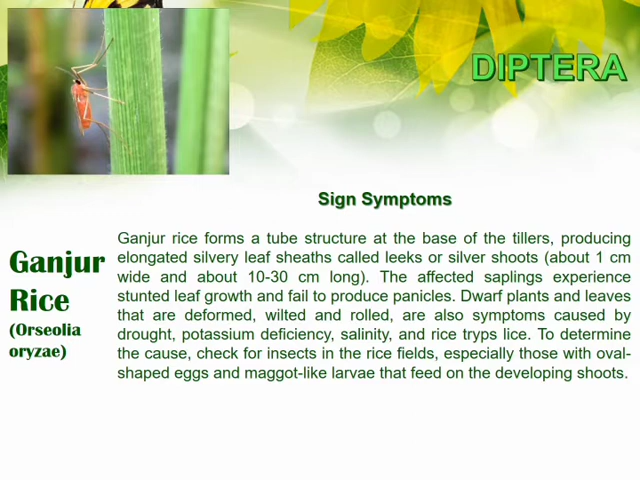 DIPTERA
Sign Symptoms
Ganjur
Rice
(Orseolia
oryzae)
Ganjur rice forms a tube structure at the base of the tillers, producing
elongated silvery leaf sheaths called leeks or silver shoots (about 1 cm
wide and about 10-30 cm long). The affected saplings experience
stunted leaf growth and fail to produce panicles. Dwarf plants and leaves
that are deformed, wilted and rolled, are also symptoms caused by
drought, potassium deficiency, salinity, and rice tryps lice. To determine
the cause, check for insects in the rice fields, especially those with oval-
shaped eggs and maggot-like larvae that feed on the developing shoots.